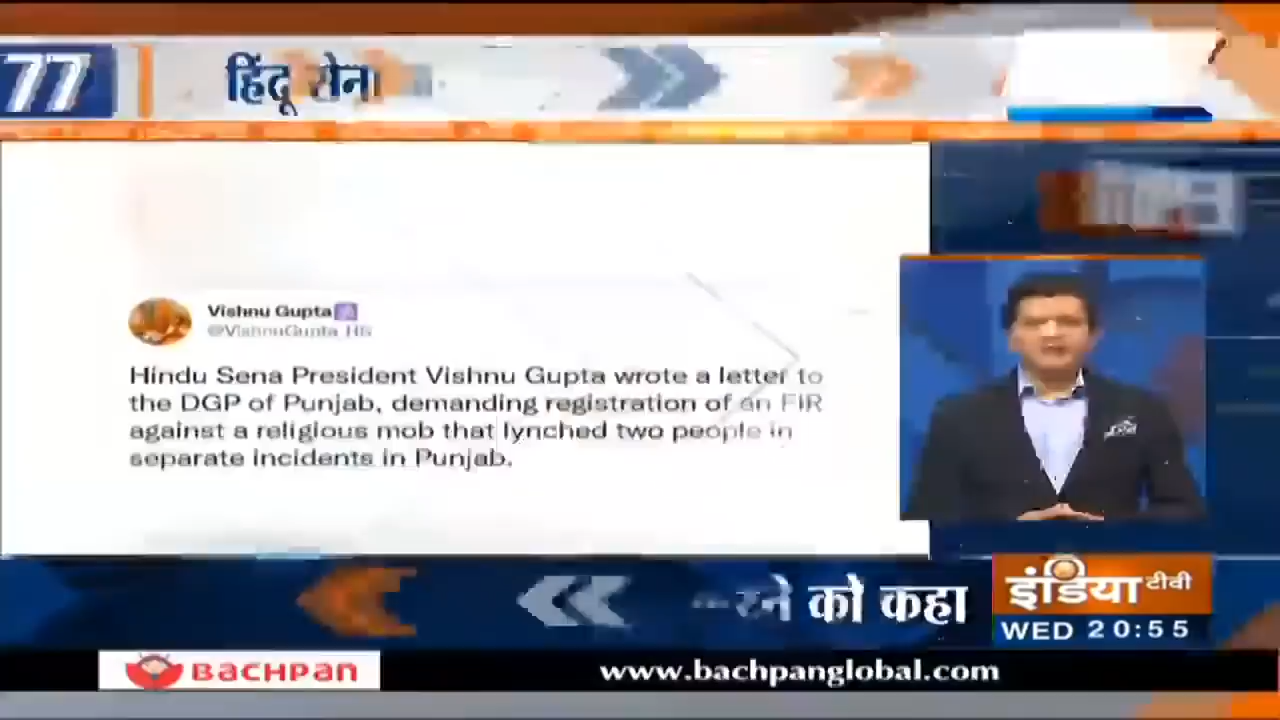 77
हिंदू सेना
Vishnu Gupta
@VishnuGupta_HS
Hindu Sena President Vishnu Gupta wrote a letter to
the DGP of Punjab, demanding registration of an FIR
against a religious mob that lynched two people in
separate incidents in Punjab.
को कहा
इंडिया टीवी
WED 20:55
BACHPAN
www.bachpanglobal.com